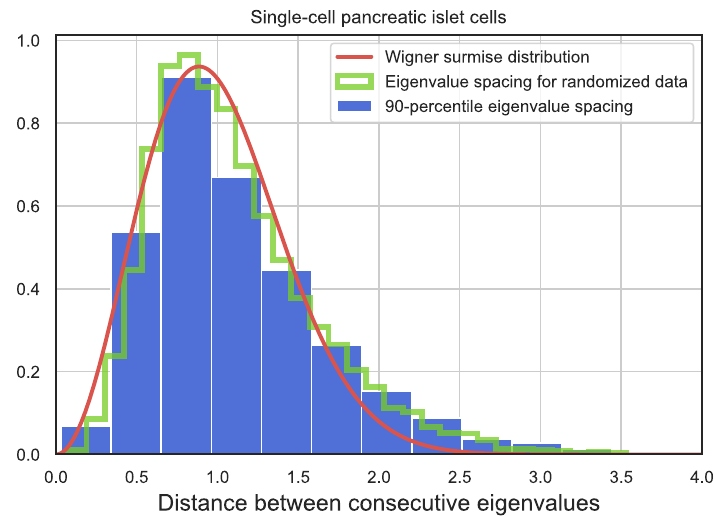 Single-cell pancreatic islet cells
Wigner surmise distribution
Eigenvalue spacing for randomized data
90-percentile eigenvalue spacing
1.0
0.8
0.6
0.4
0.2
0.0
0.0 0.5 1.0 1.5 2.0 2.5 3.0 3.5 4.0
Distance between consecutive eigenvalues